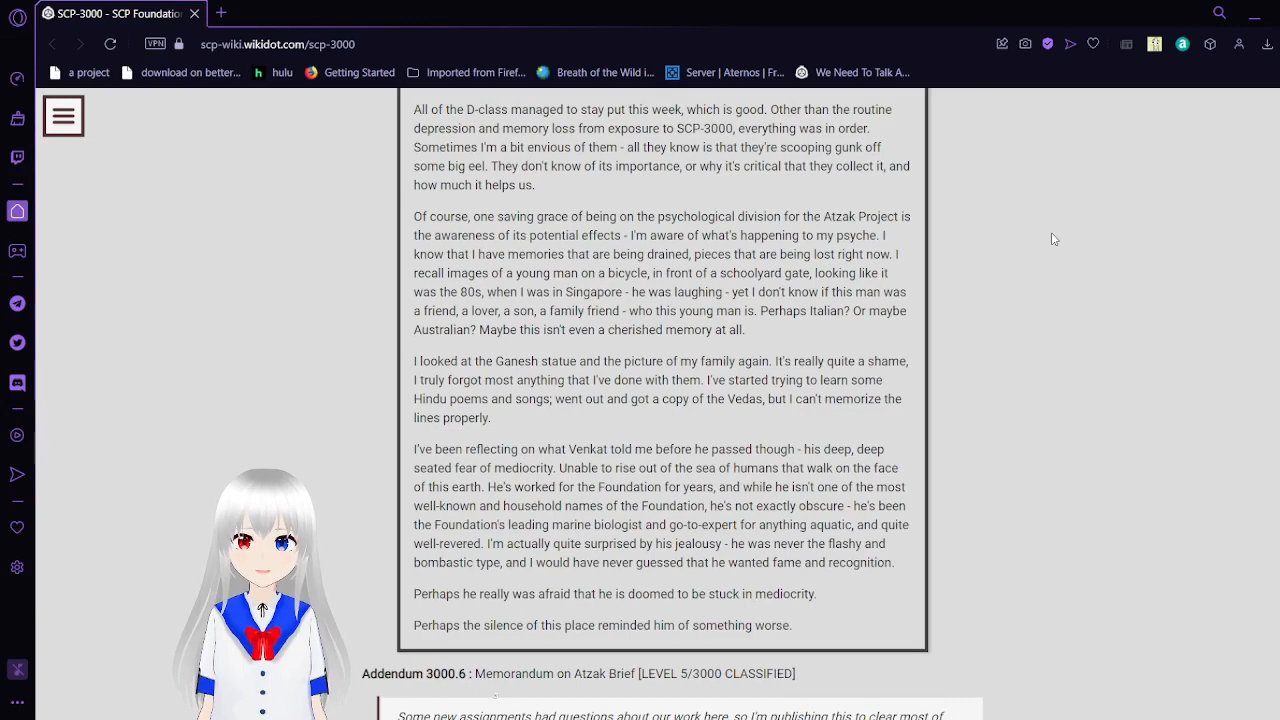 SCP-3000 - SCP Foundation
VPN
scp-wiki.wikidot.com/scp-3000
a project
download on better...
hulu
Getting Started
Imported from Firef...
Breath of the Wild i...
Server | Aternos | Fr...
We Need To Talk A...
All of the D-class managed to stay put this week, which is good. Other than the routine
depression and memory loss from exposure to SCP-3000, everything was in order.
Sometimes I'm a bit envious of them - all they know is that they're scooping gunk off
some big eel. They don't know of its importance, or why it's critical that they collect it, and
how much it helps us.
Of course, one saving grace of being on the psychological division for the Atzak Project is
the awareness of its potential effects - I'm aware of what's happening to my psyche. I
know that I have memories that are being drained, pieces that are being lost right now. I
recall images of a young man on a bicycle, in front of a schoolyard gate, looking like it
was the 80s, when I was in Singapore - he was laughing - yet I don't know if this man was
a friend, a lover, a son, a family friend - who this young man is. Perhaps Italian? Or maybe
Australian? Maybe this isn't even a cherished memory at all.
I looked at the Ganesh statue and the picture of my family again. It's really quite a shame,
I truly forgot most anything that I've done with them. I've started trying to learn some
Hindu poems and songs; went out and got a copy of the Vedas, but I can't memorize the
lines properly.
I've been reflecting on what Venkat told me before he passed though - his deep, deep
seated fear of mediocrity. Unable to rise out of the sea of humans that walk on the face
of this earth. He's worked for the Foundation for years, and while he isn't one of the most
well-known and household names of the Foundation, he's not exactly obscure - he's been
the Foundation's leading marine biologist and go-to-expert for anything aquatic, and quite
well-revered. I'm actually quite surprised by his jealousy - he was never the flashy and
bombastic type, and I would have never guessed that he wanted fame and recognition.
Perhaps he really was afraid that he is doomed to be stuck in mediocrity.
Perhaps the silence of this place reminded him of something worse.
Addendum 3000.6 : Memorandum on Atzak Brief [LEVEL 5/3000 CLASSIFIED]
Some new assignments had questions about our work here, so I'm publishing this to clear most of